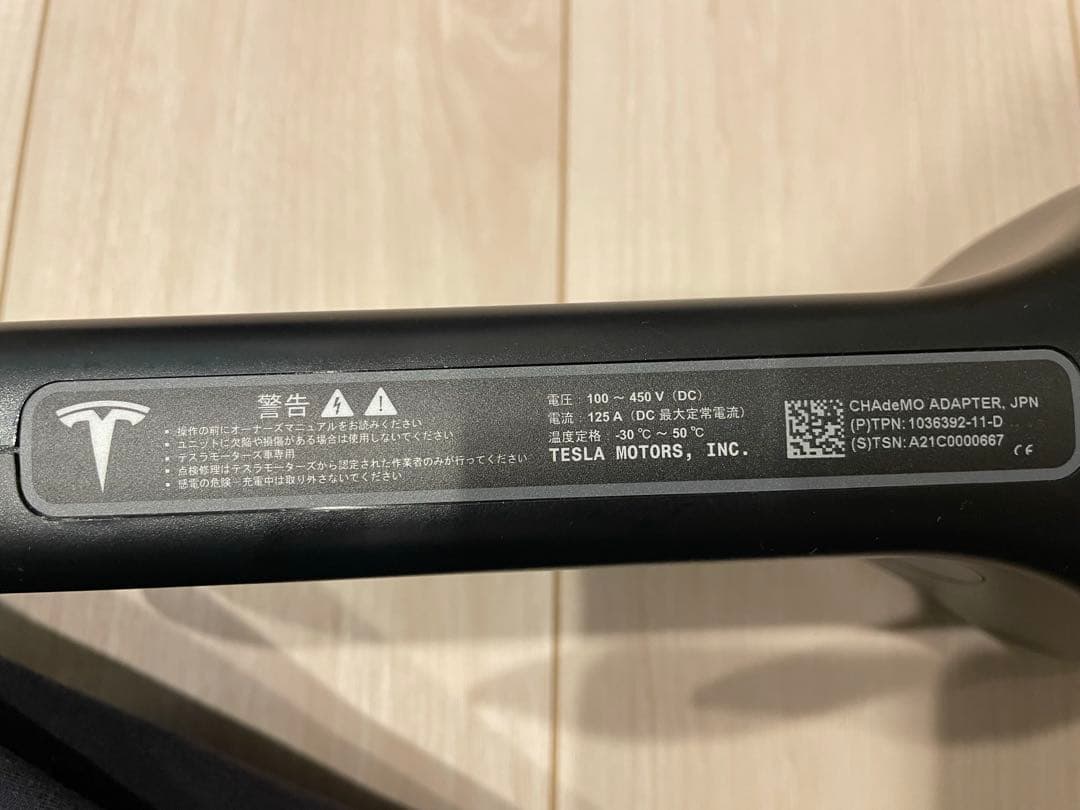 警告
• 操作の前にオーナーズマニュアルをお読みください
• ユニットに欠陥や損傷がある場合は使用しないでください
• テスラモーターズ車専用
• 点検修理はテスラモーターズから認定された作業者のみが行ってください
• 感電の危険 充電中は取り外さないでください
電圧 100 ~ 450 V (DC)
電流 125 A (DC 最大定常電流)
温度定格 -30 ℃ ~ 50 ℃
TESLA MOTORS, INC.
CHAdeMO ADAPTER, JPN
(P)TPN: 1036392-11-D
(S)TSN: A21C0000667
CE